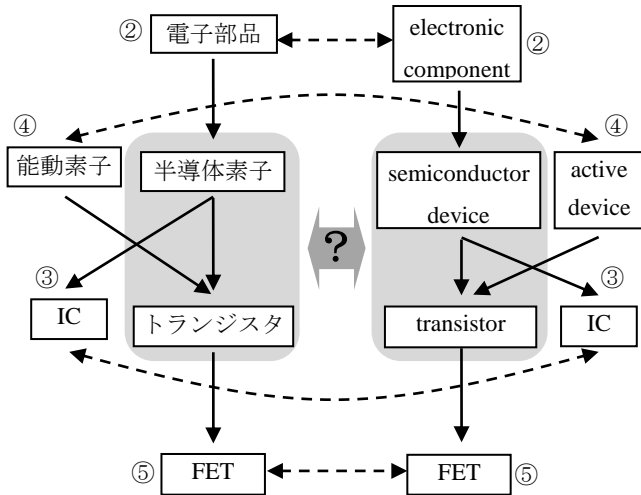 ② 電子部品
electronic
component
②
④
能動素子
半導体素子
semiconductor
device
④
active
device
?
③
IC
トランジスタ
transistor
③
IC
⑤ FET
FET ⑤